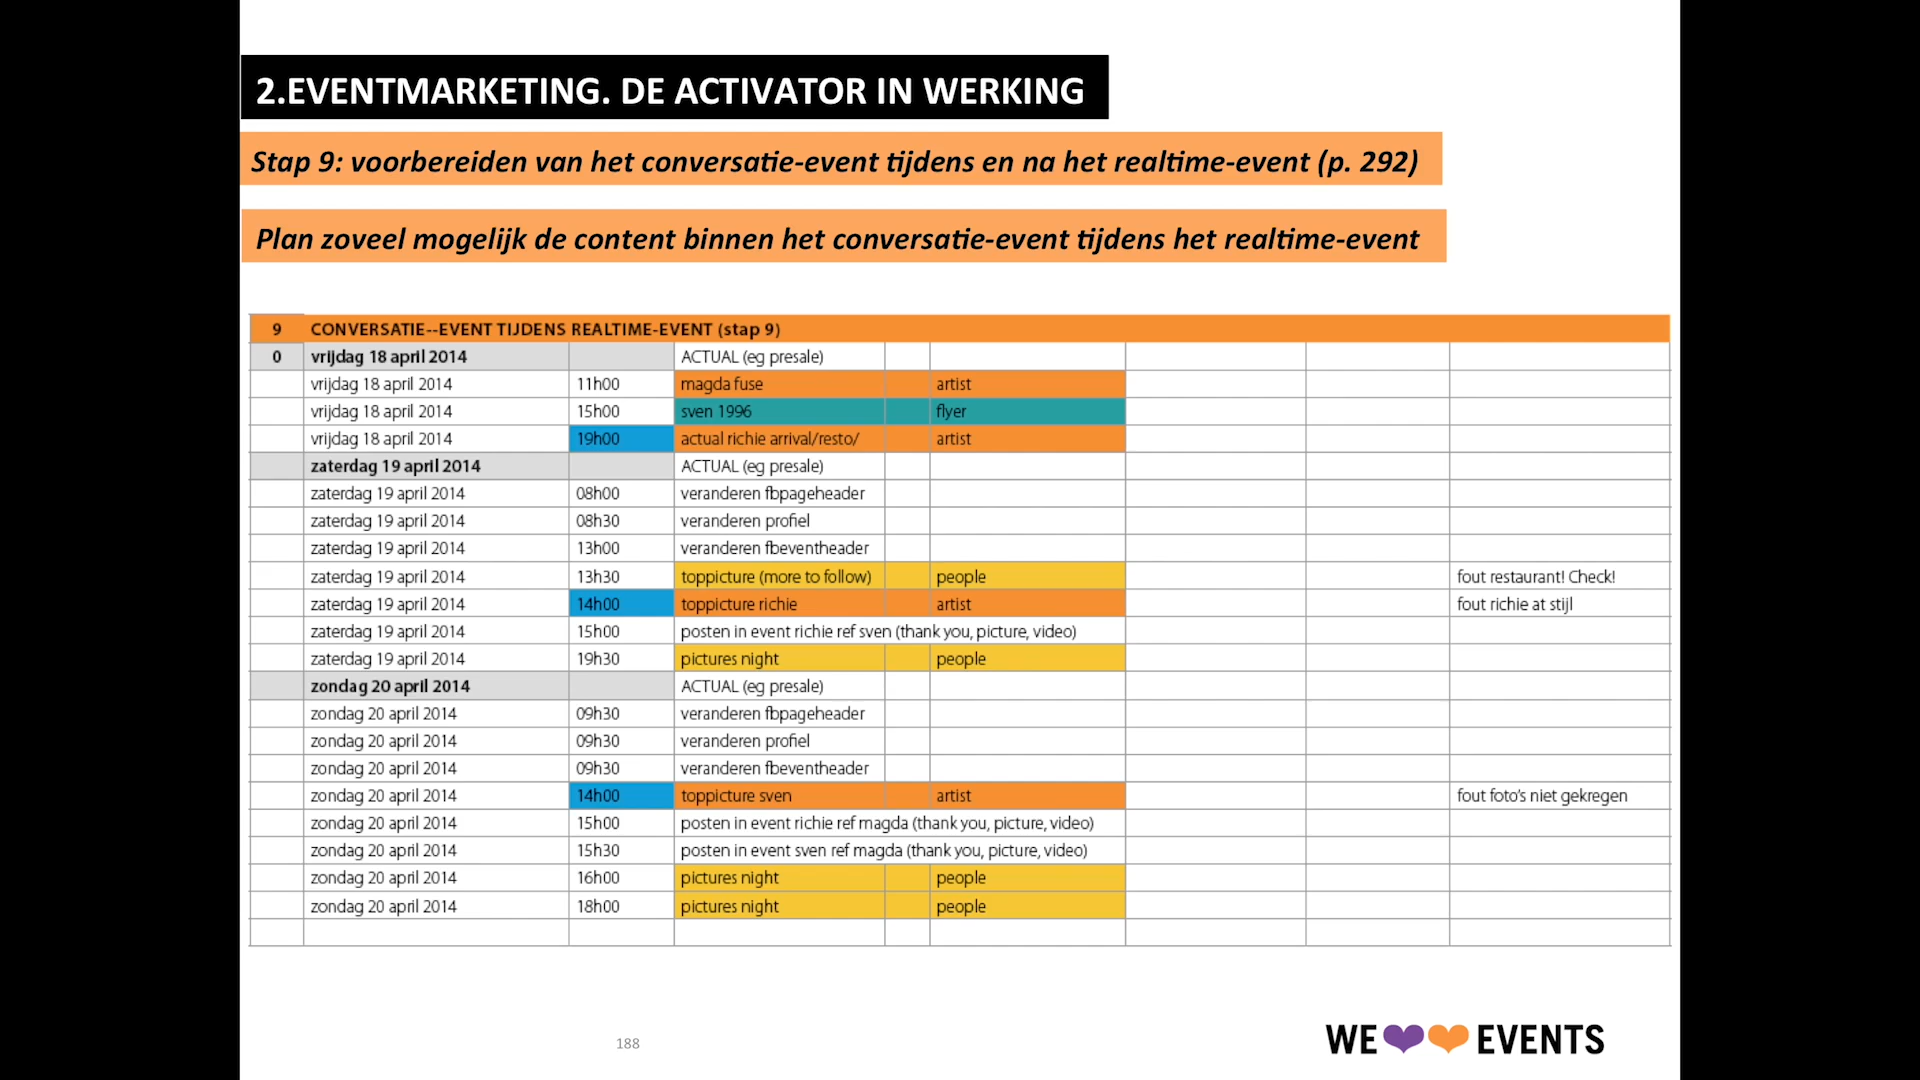 2.EVENTMARKETING. DE ACTIVATOR IN WERKING
Stap 9: voorbereiden van het conversatie-event tijdens en na het realtime-event (p. 292)
Plan zoveel mogelijk de content binnen het conversatie-event tijdens het realtime-event
9 CONVERSATIE--EVENT TIJDENS REALTIME-EVENT (stap 9)
0 vrijdag 18 april 2014 ACTUAL (eg presale)
vrijdag 18 april 2014 11h00 magda fuse artist
vrijdag 18 april 2014 15h00 sven 1996 flyer
vrijdag 18 april 2014 19h00 actual richie arrival/resto/ artist
zaterdag 19 april 2014 ACTUAL (eg presale)
zaterdag 19 april 2014 08h00 veranderen fbpageheader
zaterdag 19 april 2014 08h30 veranderen profiel
zaterdag 19 april 2014 13h00 veranderen fbeventheader
zaterdag 19 april 2014 13h30 toppicture (more to follow) people fout restaurant! Check!
zaterdag 19 april 2014 14h00 toppicture richie artist fout richie at stijl
zaterdag 19 april 2014 15h00 posten in event richie ref sven (thank you, picture, video)
zaterdag 19 april 2014 19h30 pictures night people
zondag 20 april 2014 ACTUAL (eg presale)
zondag 20 april 2014 09h30 veranderen fbpageheader
zondag 20 april 2014 09h30 veranderen profiel
zondag 20 april 2014 09h30 veranderen fbeventheader
zondag 20 april 2014 14h00 toppicture sven artist fout foto's niet gekregen
zondag 20 april 2014 15h00 posten in event richie ref magda (thank you, picture, video)
zondag 20 april 2014 15h30 posten in event sven ref magda (thank you, picture, video)
zondag 20 april 2014 16h00 pictures night people
zondag 20 april 2014 18h00 pictures night people
188
WE EVENTS